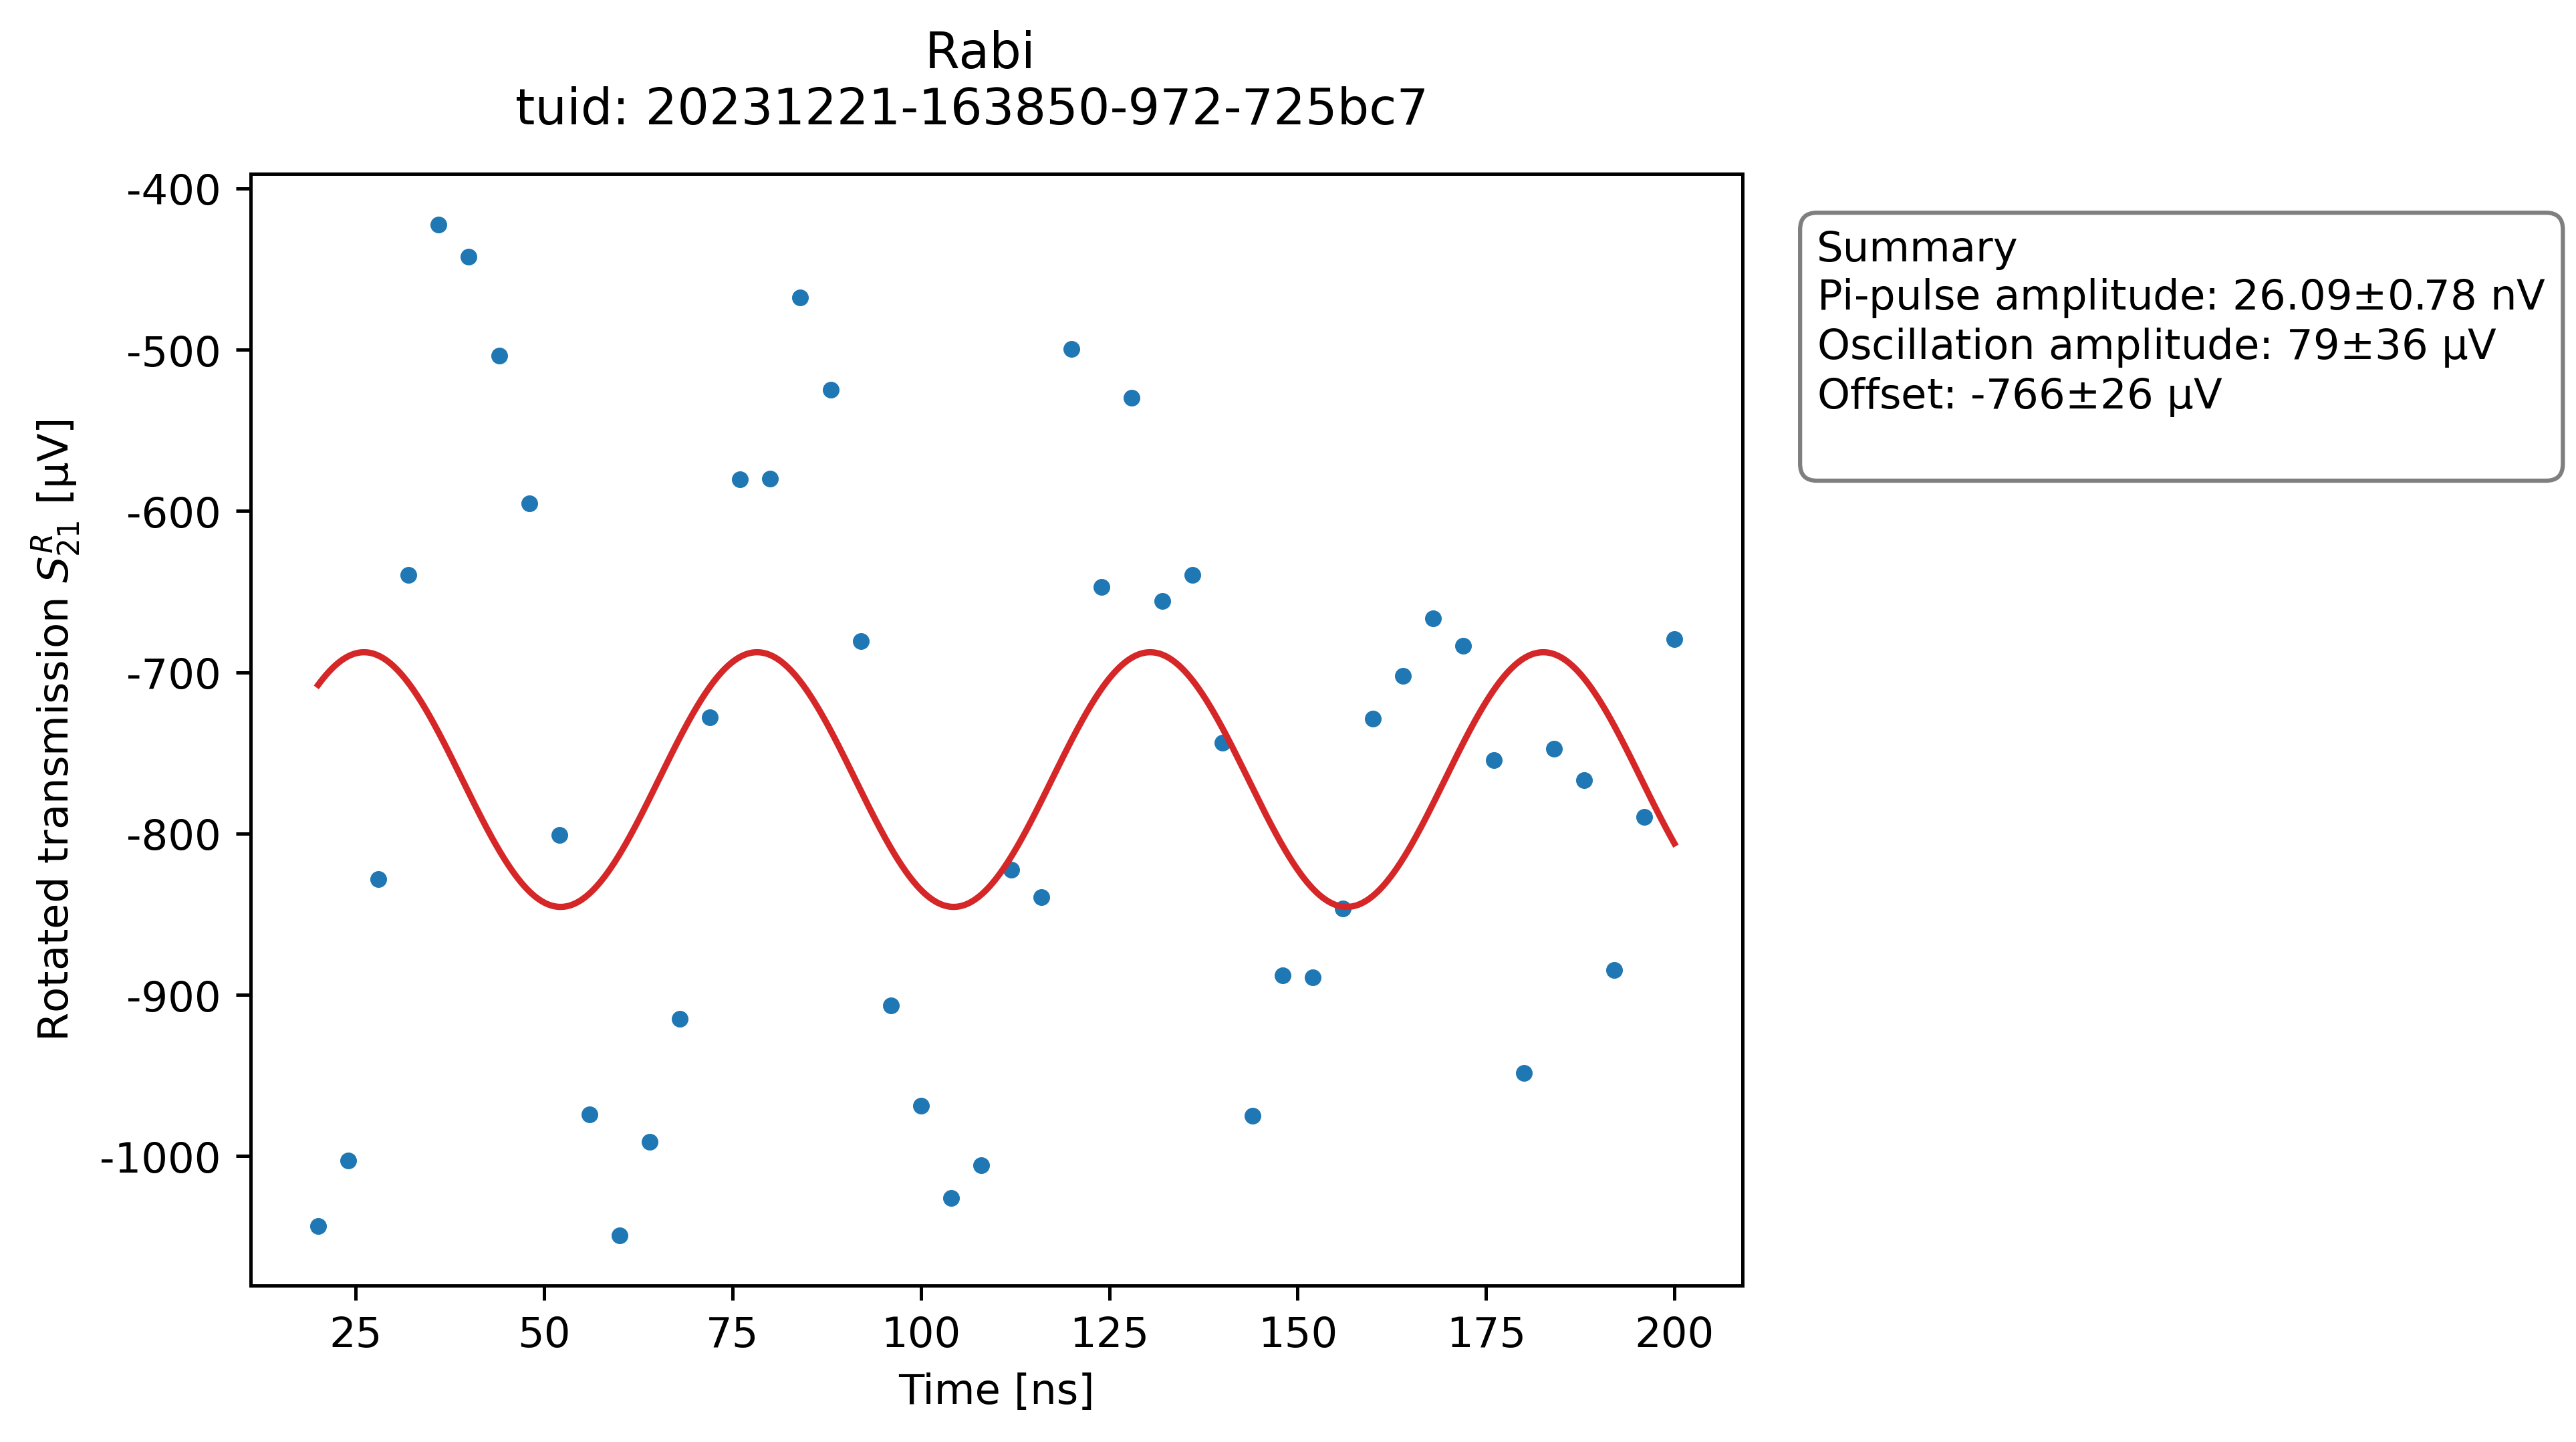 Rabi
tuid: 20231221-163850-972-725bc7
Summary
Pi-pulse amplitude: 26.09±0.78 nV
Oscillation amplitude: 79±36 µV
Offset: -766±26 µV
Rotated transmission $S_{21}^{R}$ [µV]
-400
-500
-600
-700
-800
-900
-1000
25 50 75 100 125 150 175 200
Time [ns]